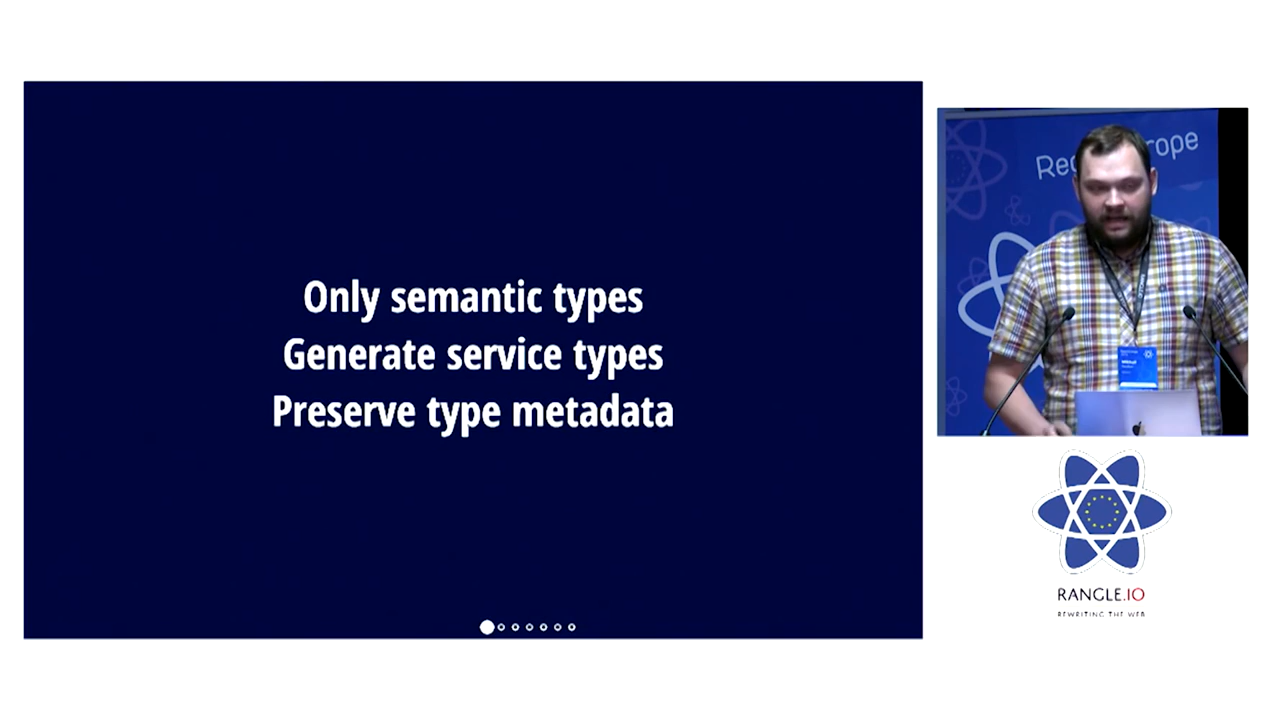 Only semantic types
Generate service types
Preserve type metadata
RANGLE.IO
REWRITING THE WEB